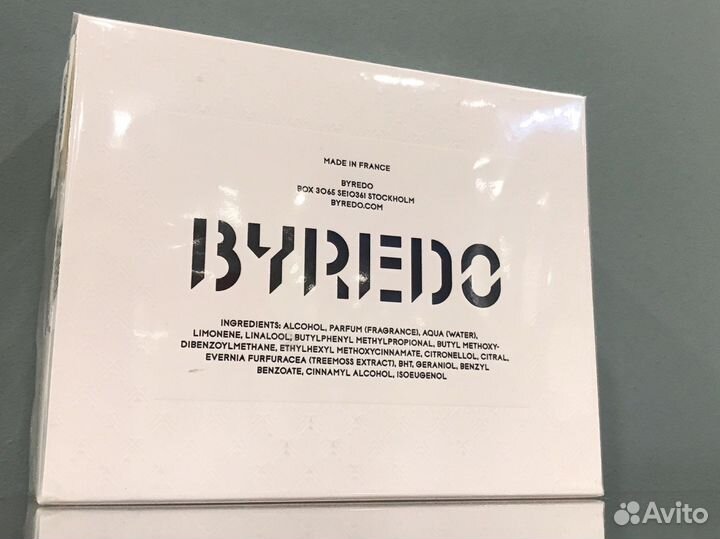 MADE IN FRANCE
BYREDO
BOX 3065 SE10361 STOCKHOLM
BYREDO.COM
BYREDO
INGREDIENTS: ALCOHOL, PARFUM (FRAGRANCE), AQUA (WATER),
LIMONENE, LINALOOL, BUTYLPHENYL METHYLPROPIONAL, BUTYL METHOXY-
DIBENZOYLMETHANE, ETHYLHEXYL METHOXYCINNAMATE, CITRONELLOL, CITRAL,
EVERNIA FURFURACEA (TREEMOSS EXTRACT), BHT, GERANIOL, BENZYL
BENZOATE, CINNAMYL ALCOHOL, ISOEUGENOL
Avito